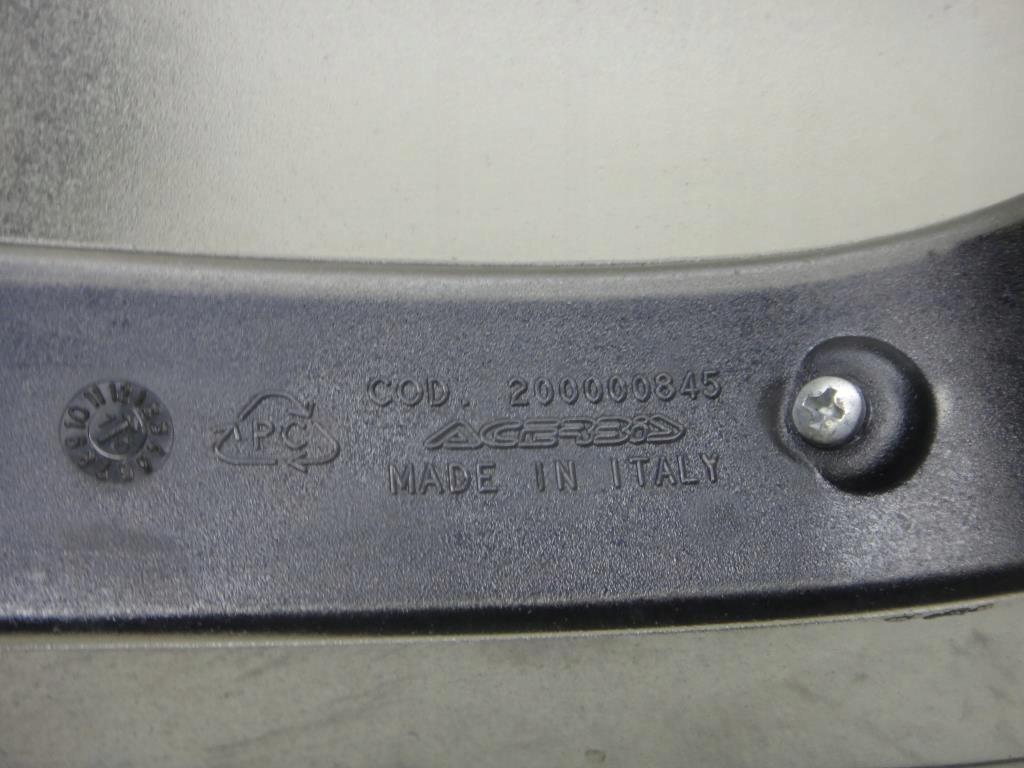 COD. 200000845
PC
ACERBIS
MADE IN ITALY